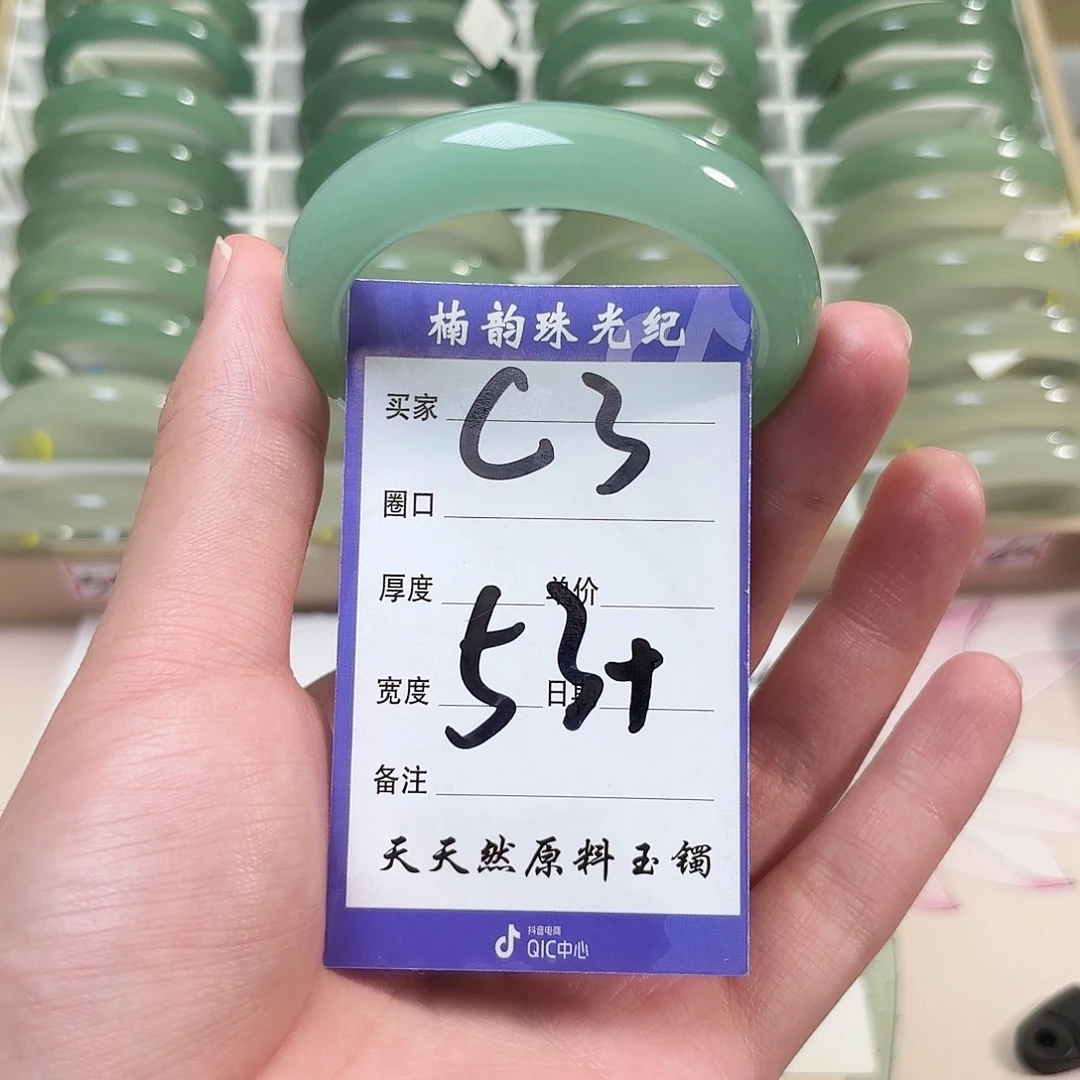 楠韵珠光纪
买家 C3
圈口
厚度 单价
53+
宽度 日期
备注
天天然原料玉镯
抖音电商
QIC中心